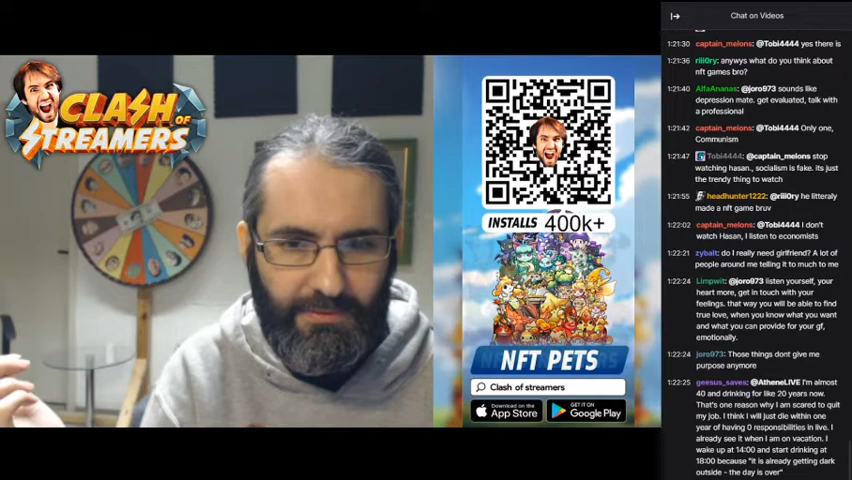 CLASH
OF
STREAMERS
INSTALLS 400k+
NFT PETS
Clash of streamers
Download on the
App Store
GET IT ON
Google Play
Chat on Videos
1:21:30 captain_melons: @Tobi4444 yes there is
1:21:36 riii0ry: anywys what do you think about
nft games bro?
1:21:40 AlfaAnanas: @joro973 sounds like
depression mate. get evaluated, talk with
a professional
1:21:42 captain_melons: @Tobi4444 Only one,
Communism
1:21:47 Tobi4444: @captain_melons stop
watching hasan., socialism is fake. its just
the trendy thing to watch
1:21:55 headhunter1222: @riii0ry he litteraly
made a nft game bruv
1:22:02 captain_melons: @Tobi4444 I don't
watch Hasan, I listen to economists
1:22:21 zybalt: do I really need girlfriend? A lot of
people around me telling it to much to me
1:22:24 Limpwit: @joro973 listen yourself, your
heart more, get in touch with your
feelings. that way you will be able to find
true love, when you know what you want
and what you can provide for your gf,
emotionally.
1:22:24 joro973: Those things dont give me
purpose anymore
1:22:25 geesus_saves: @AtheneLIVE I'm almost
40 and drinking for like 20 years now.
That's one reason why I am scared to quit
my job. I think I will just die within one
year of having 0 responsibilities in live. I
already see it when I am on vacation. I
wake up at 14:00 and start drinking at
18:00 because "it is already getting dark
outside - the day is over"